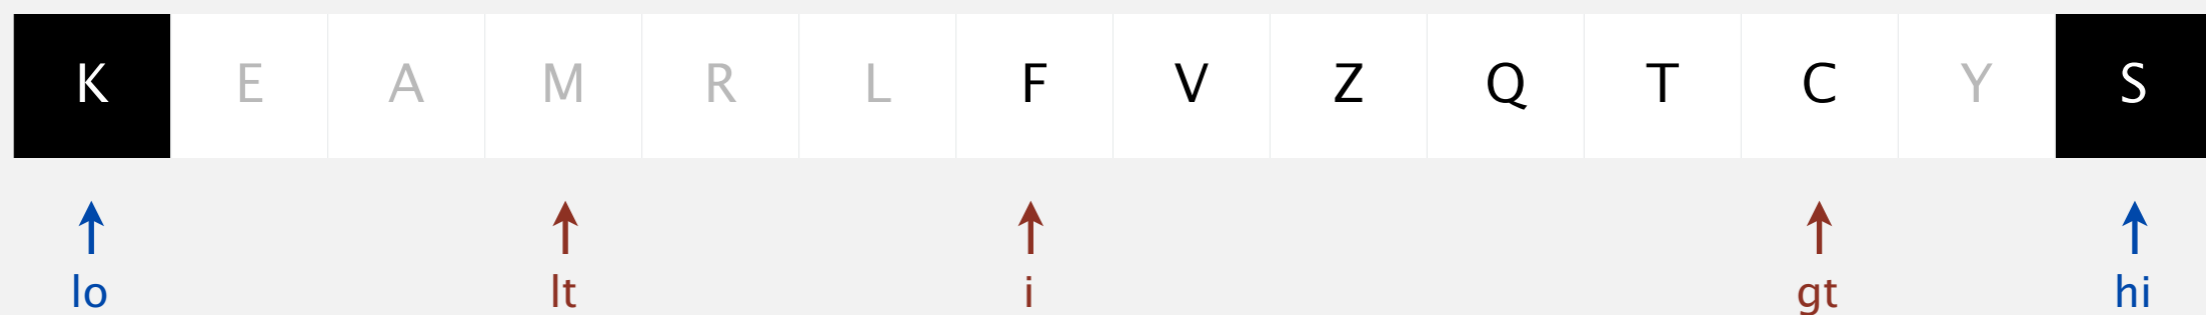 K E A M R L F V Z Q T C Y S
lo lt i gt hi